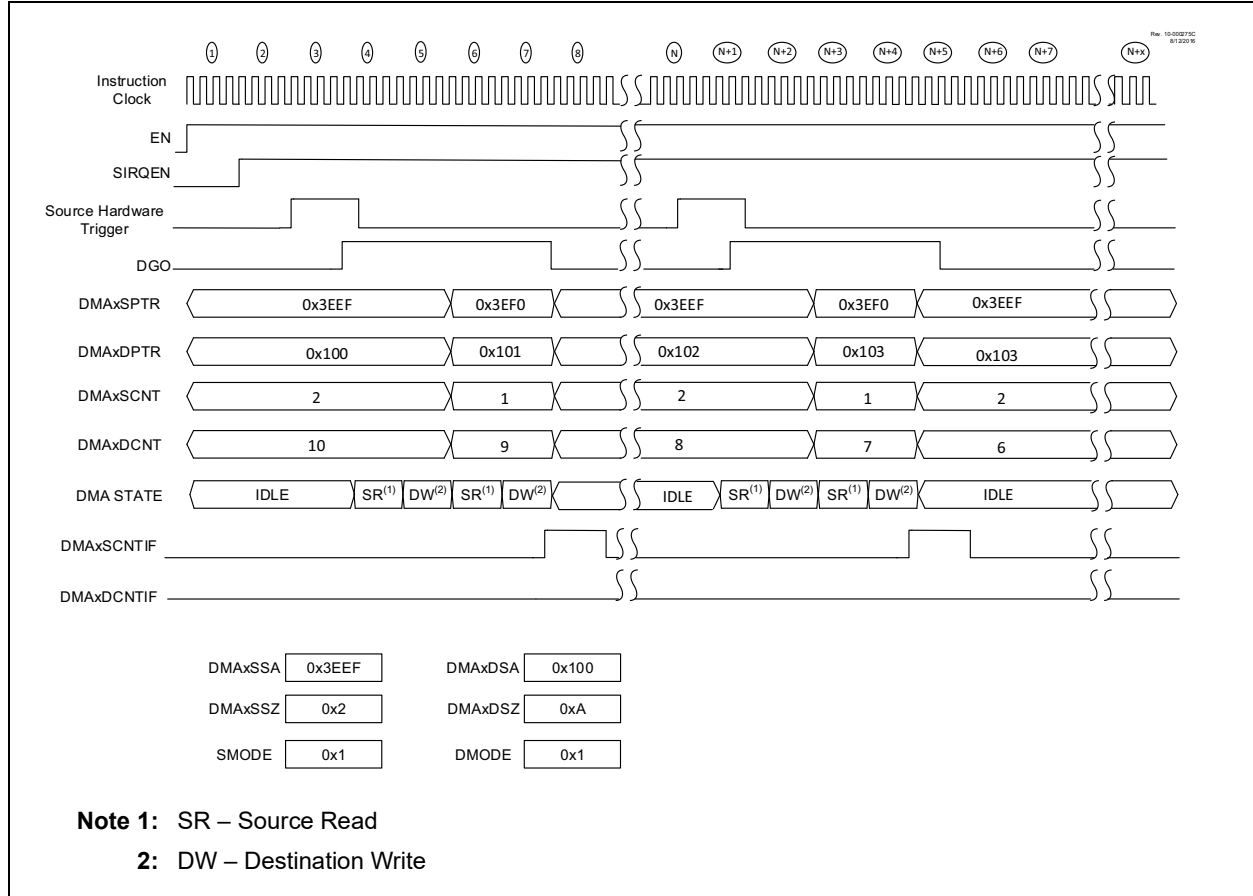 Rev. 10-000275C
8/12/2016
1 2 3 4 5 6 7 8 N N+1 N+2 N+3 N+4 N+5 N+6 N+7 N+x
Instruction
Clock
EN
SIRQEN
Source Hardware
Trigger
DGO
DMAxSPTR 0x3EEF 0x3EF0 0x3EEF 0x3EF0 0x3EEF
DMAxDPTR 0x100 0x101 0x102 0x103 0x103
DMAxSCNT 2 1 2 1 2
DMAxDCNT 10 9 8 7 6
DMA STATE IDLE SR(1) DW(2) SR(1) DW(2) IDLE SR(1) DW(2) SR(1) DW(2) IDLE
DMAxSCNTIF
DMAxDCNTIF
DMAxSSA 0x3EEF DMAxDSA 0x100
DMAxSSZ 0x2 DMAxDSZ 0xA
SMODE 0x1 DMODE 0x1
Note 1: SR – Source Read
2: DW – Destination Write